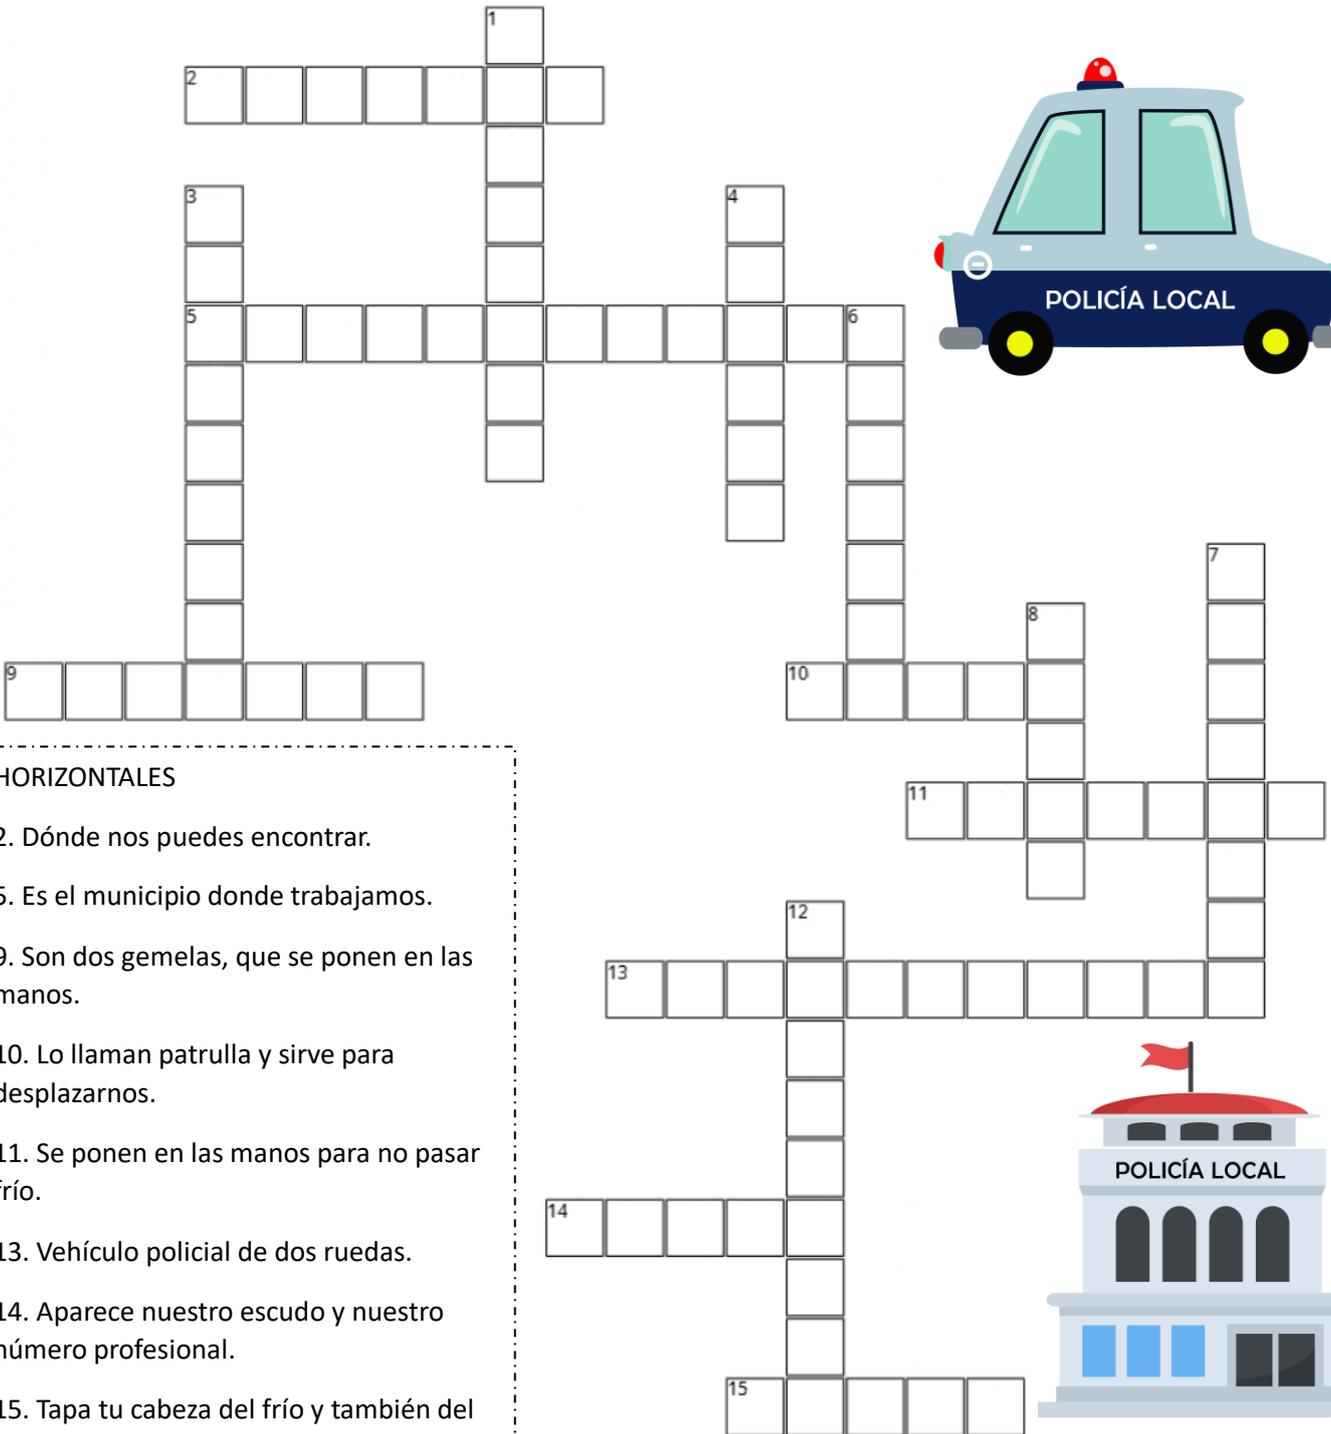 1
2
3
4
5
6
POLICÍA LOCAL
7
8
9
10
HORIZONTALES
11
2. Dónde nos puedes encontrar.
5. Es el municipio donde trabajamos.
12
9. Son dos gemelas, que se ponen en las
manos.
13
10. Lo llaman patrulla y sirve para
desplazarnos.
11. Se ponen en las manos para no pasar
frío.
POLICÍA LOCAL
14
13. Vehículo policial de dos ruedas.
14. Aparece nuestro escudo y nuestro
número profesional.
15
15. Tapa tu cabeza del frío y también del